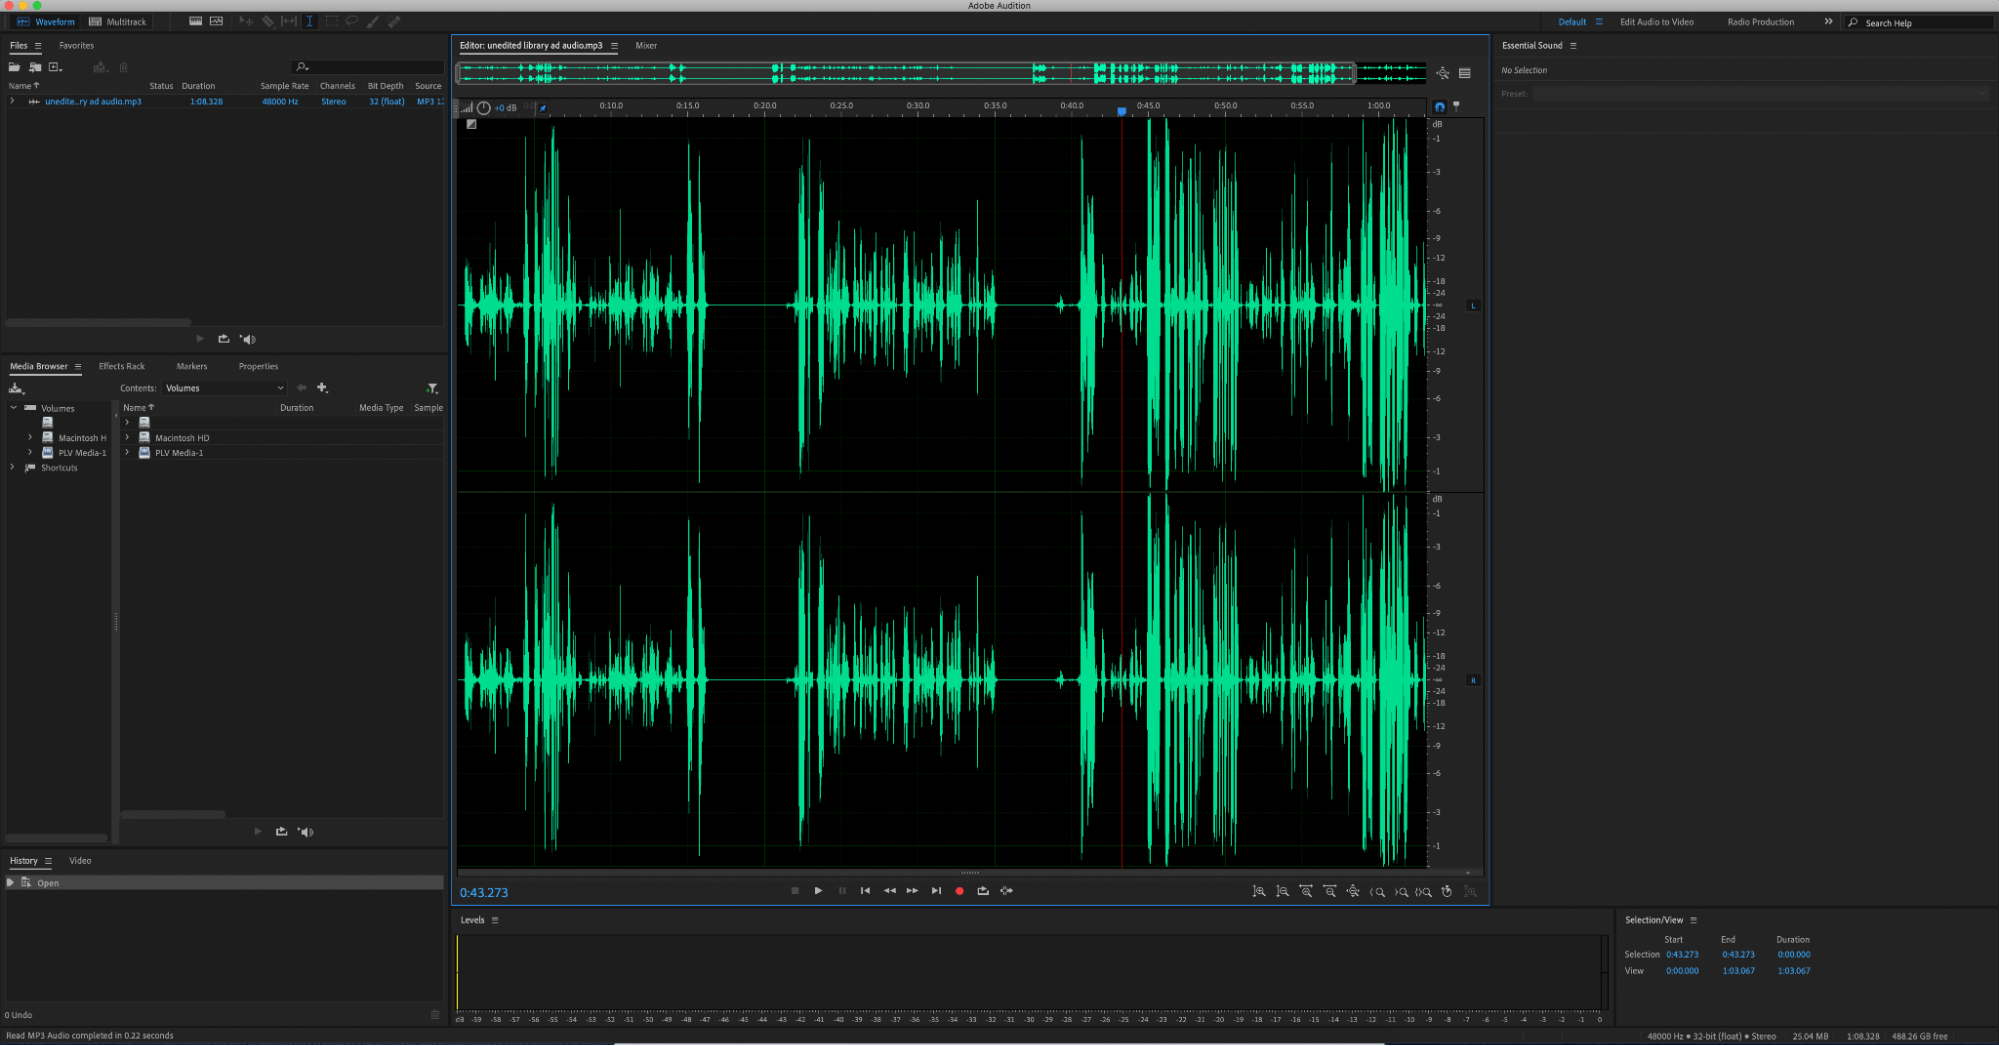 Adobe Audition
Waveform Multitrack Default Edit Audio to Video Radio Production Search Help
Files Favorites
Name Status Duration Sample Rate Channels Bit Depth Source
unedite...ry ad audio.mp3 1:08.328 48000 Hz Stereo 32 (float) MP3 12
Media Browser Effects Rack Markers Properties
Contents: Volumes
Volumes
Macintosh H
PLV Media-1
Shortcuts
Name Duration Media Type Sample
Macintosh HD
PLV Media-1
History Video
Open
0 Undo
Read MP3 Audio completed in 0.22 seconds
Editor: unedited library ad audio.mp3 Mixer
+0 dB 0:10.0 0:15.0 0:20.0 0:25.0 0:30.0 0:35.0 0:40.0 0:45.0 0:50.0 0:55.0 1:00.0
dB
-1
-3
-6
-9
-12
-18
-24
-∞
-24
-18
-12
-9
-6
-3
-1
L
dB
-1
-3
-6
-9
-12
-18
-24
-∞
-24
-18
-12
-9
-6
-3
-1
R
0:43.273
Levels
dB -59 -58 -57 -56 -55 -54 -53 -52 -51 -50 -49 -48 -47 -46 -45 -44 -43 -42 -41 -40 -39 -38 -37 -36 -35 -34 -33 -32 -31 -30 -29 -28 -27 -26 -25 -24 -23 -22 -21 -20 -19 -18 -17 -16 -15 -14 -13 -12 -11 -10 -9 -8 -7 -6 -5 -4 -3 -2 -1 0
Essential Sound
No Selection
Preset:
Selection/View
Start End Duration
Selection 0:43.273 0:43.273 0:00.000
View 0:00.000 1:03.067 1:03.067
48000 Hz • 32-bit (float) • Stereo 25.04 MB 1:08.328 488.26 GB free